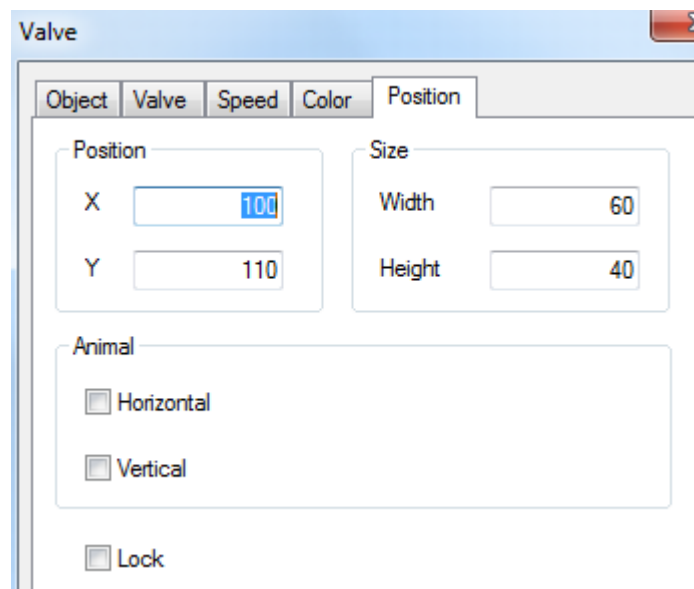 Valve
Object Valve Speed Color Position
Position
X 100
Y 110
Size
Width 60
Height 40
Animal
Horizontal
Vertical
Lock